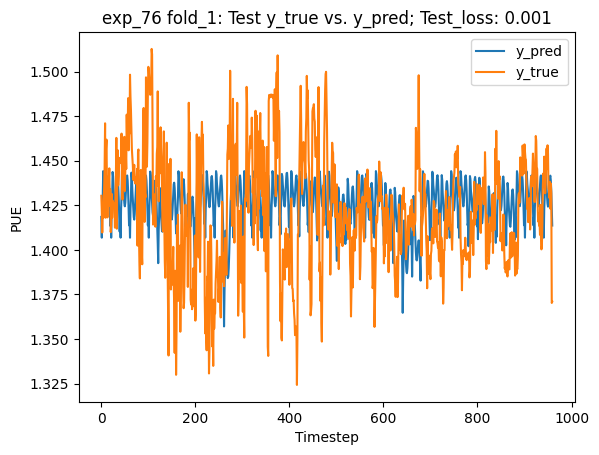 exp_76 fold_1: Test y_true vs. y_pred; Test_loss: 0.001
y_pred
y_true
PUE
1.500
1.475
1.450
1.425
1.400
1.375
1.350
1.325
0
200
400
600
800
1000
Timestep